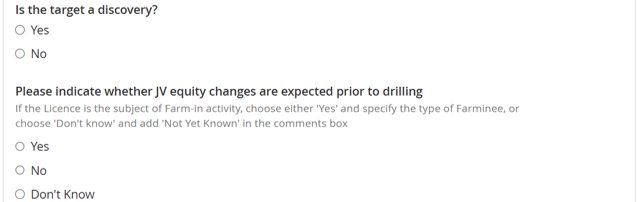 Is the target a discovery?
Yes
No
Please indicate whether JV equity changes are expected prior to drilling
If the Licence is the subject of Farm-in activity, choose either 'Yes' and specify the type of Farminee, or
choose 'Don't know' and add 'Not Yet Known' in the comments box
Yes
No
Don't Know